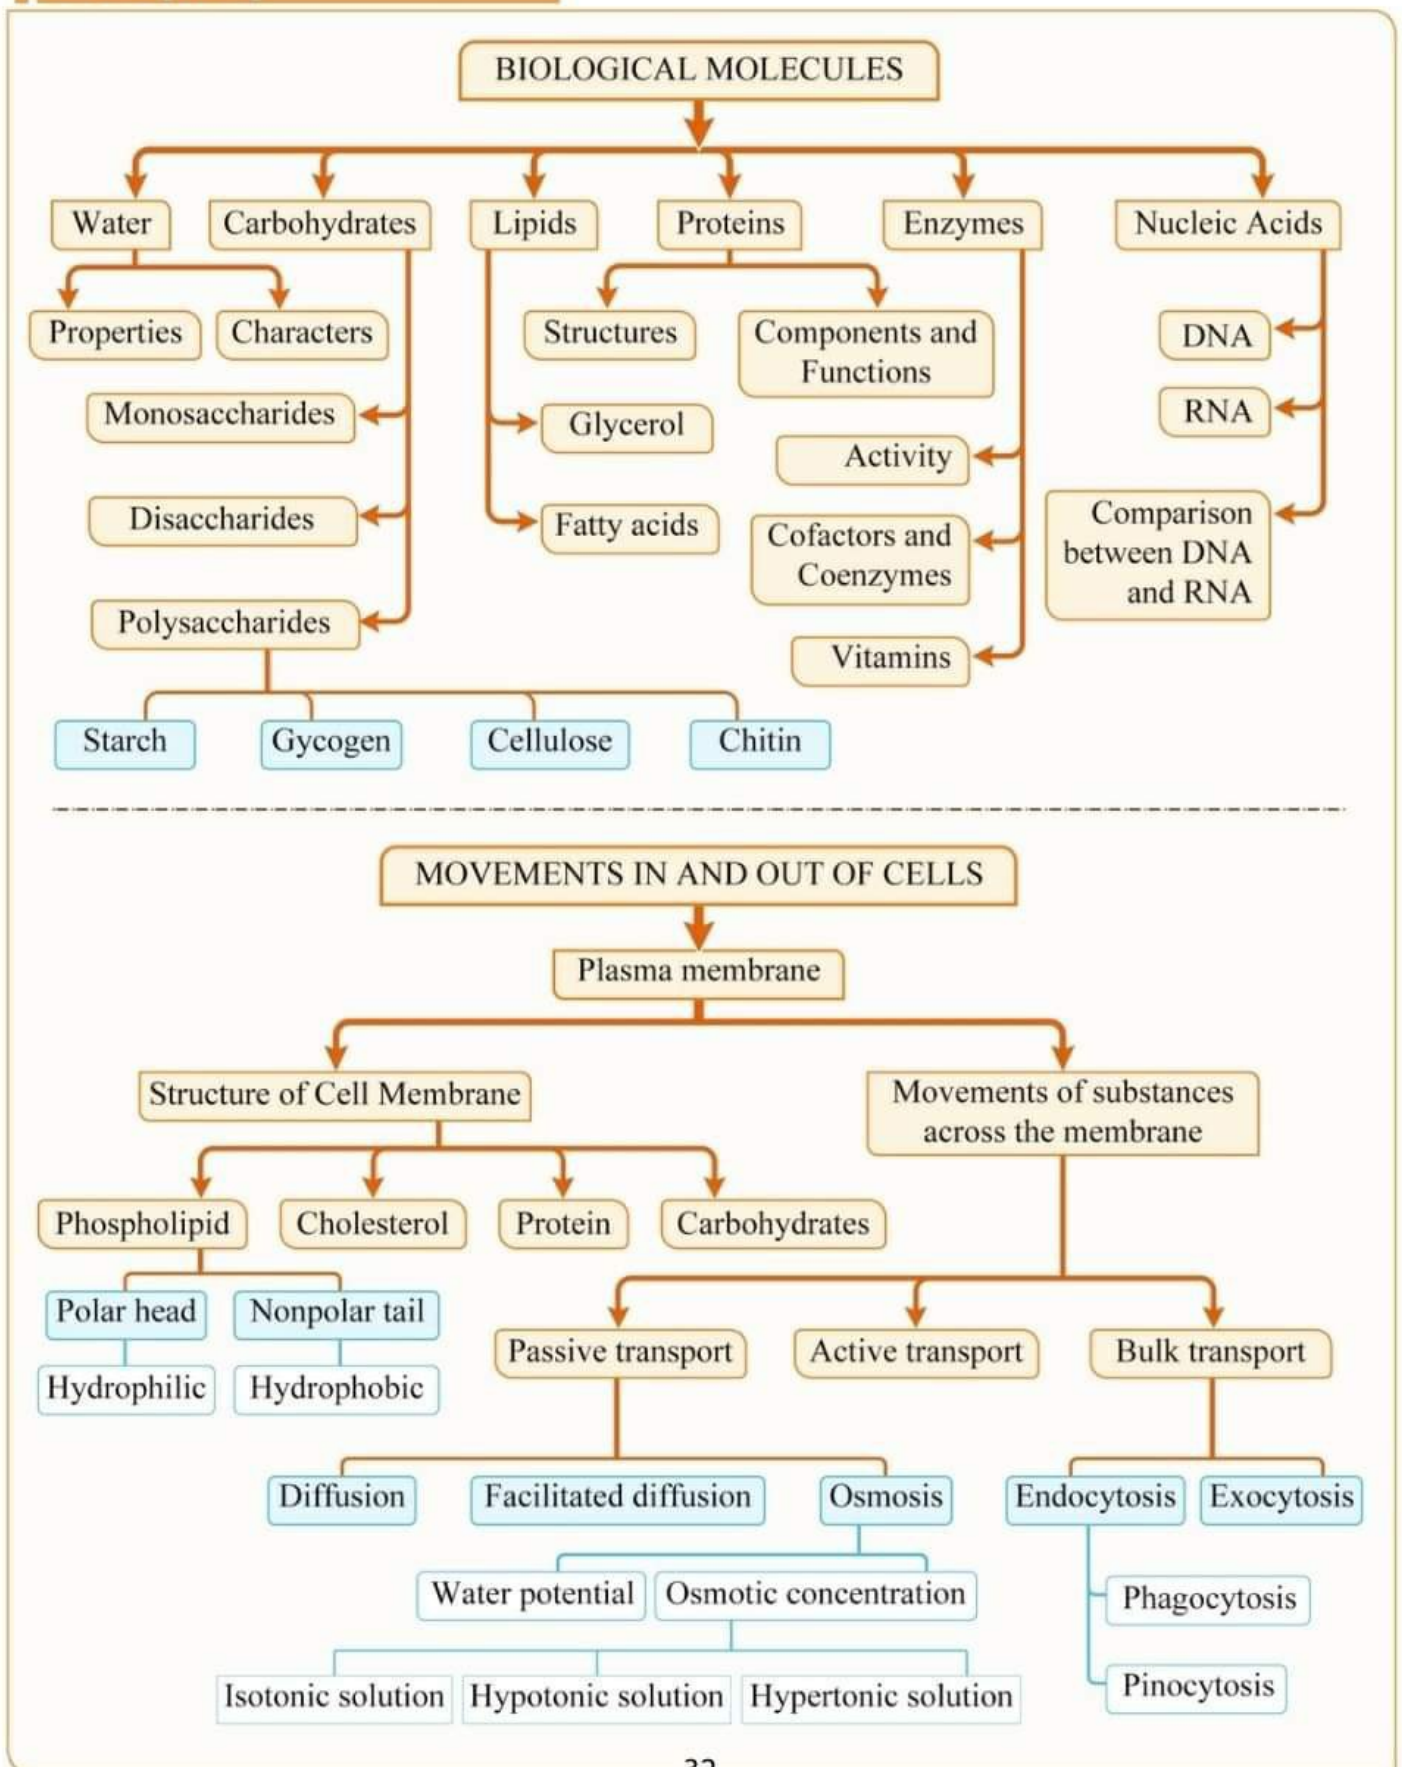 BIOLOGICAL MOLECULES
Water
Carbohydrates
Lipids
Proteins
Enzymes
Nucleic Acids
Properties
Characters
Structures
Components and
Functions
DNA
RNA
Monosaccharides
Glycerol
Activity
Disaccharides
Fatty acids
Cofactors and
Coenzymes
Comparison
between DNA
and RNA
Polysaccharides
Vitamins
Starch
Gycogen
Cellulose
Chitin
MOVEMENTS IN AND OUT OF CELLS
Plasma membrane
Structure of Cell Membrane
Movements of substances
across the membrane
Phospholipid
Cholesterol
Protein
Carbohydrates
Polar head
Nonpolar tail
Hydrophilic
Hydrophobic
Passive transport
Active transport
Bulk transport
Diffusion
Facilitated diffusion
Osmosis
Endocytosis
Exocytosis
Water potential
Osmotic concentration
Phagocytosis
Pinocytosis
Isotonic solution
Hypotonic solution
Hypertonic solution